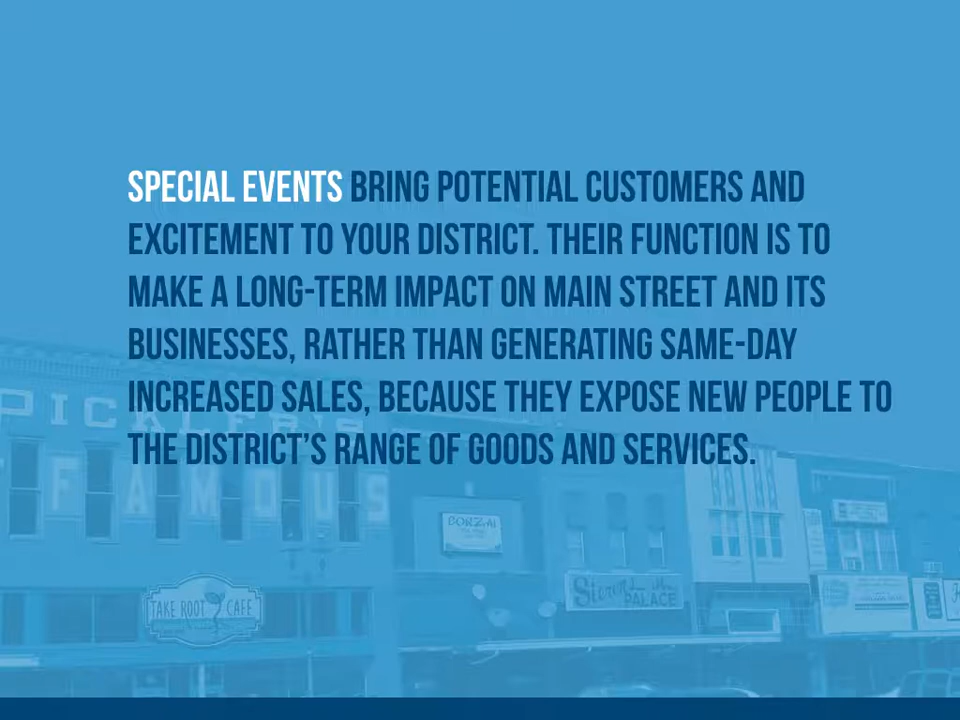 SPECIAL EVENTS BRING POTENTIAL CUSTOMERS AND
EXCITEMENT TO YOUR DISTRICT. THEIR FUNCTION IS TO
MAKE A LONG-TERM IMPACT ON MAIN STREET AND ITS
BUSINESSES, RATHER THAN GENERATING SAME-DAY
INCREASED SALES, BECAUSE THEY EXPOSE NEW PEOPLE TO
THE DISTRICT’S RANGE OF GOODS AND SERVICES.
PICKLER'S
FAMOUS
TAKE ROOT CAFE
PALACE